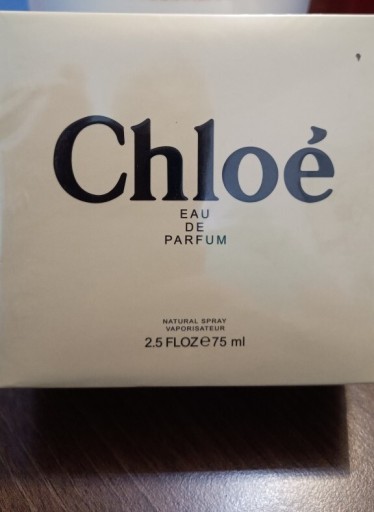 Chloé
EAU
DE
PARFUM
NATURAL SPRAY
VAPORISATEUR
2.5 FLOZ℮75 ml